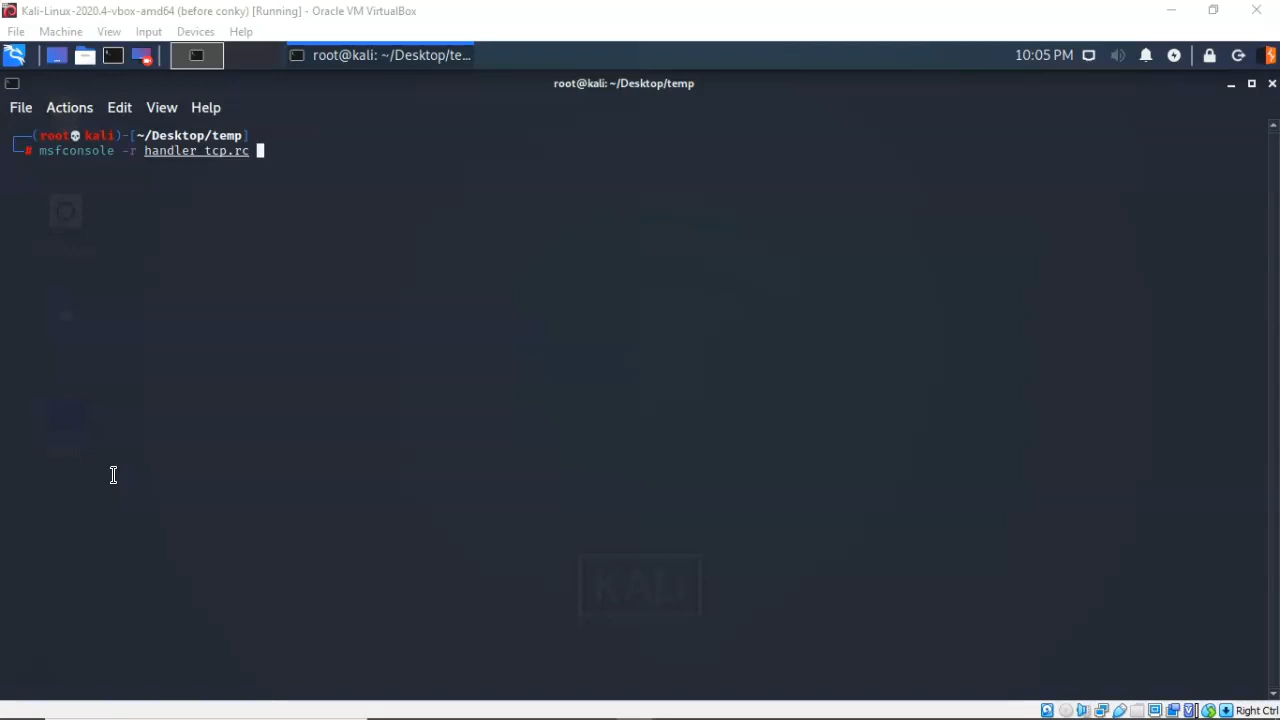 Kali-Linux-2020.4-vbox-amd64 (before conky) [Running] - Oracle VM VirtualBox
File Machine View Input Devices Help
root@kali: ~/Desktop/te... 10:05 PM
root@kali: ~/Desktop/temp
File Actions Edit View Help
(root💀kali)-[~/Desktop/temp]
# msfconsole -r handler_tcp.rc
KALI
Right Ctrl